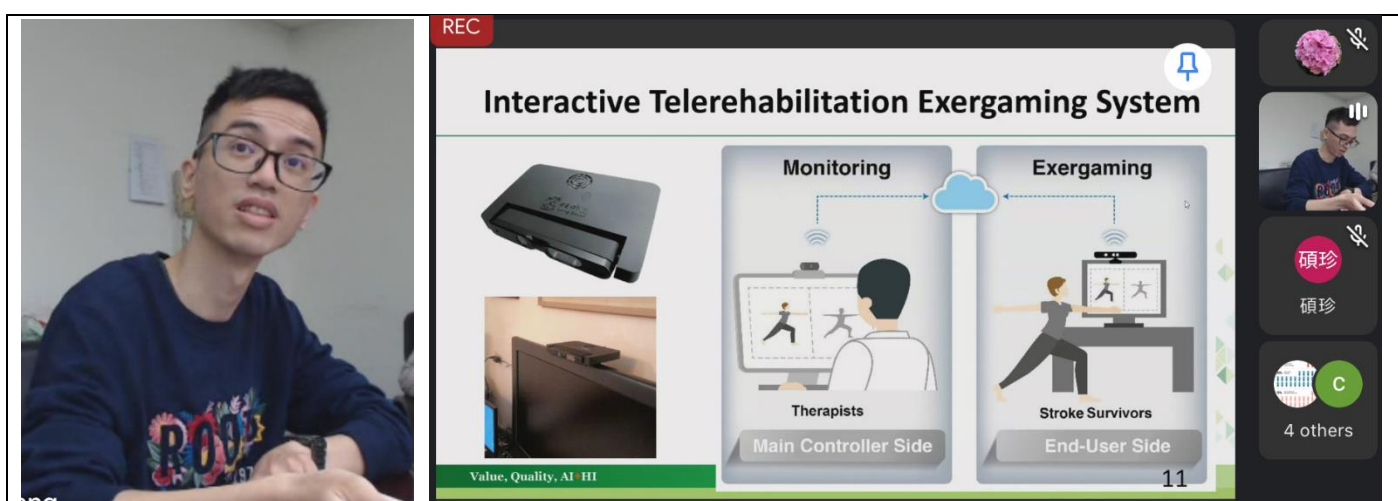 ROOD
REC
Interactive Telerehabilitation Exergaming System
Monitoring
Exergaming
Therapists
Stroke Survivors
Main Controller Side
End-User Side
Value, Quality, AI+HI
11
碩珍
碩珍
C
4 others